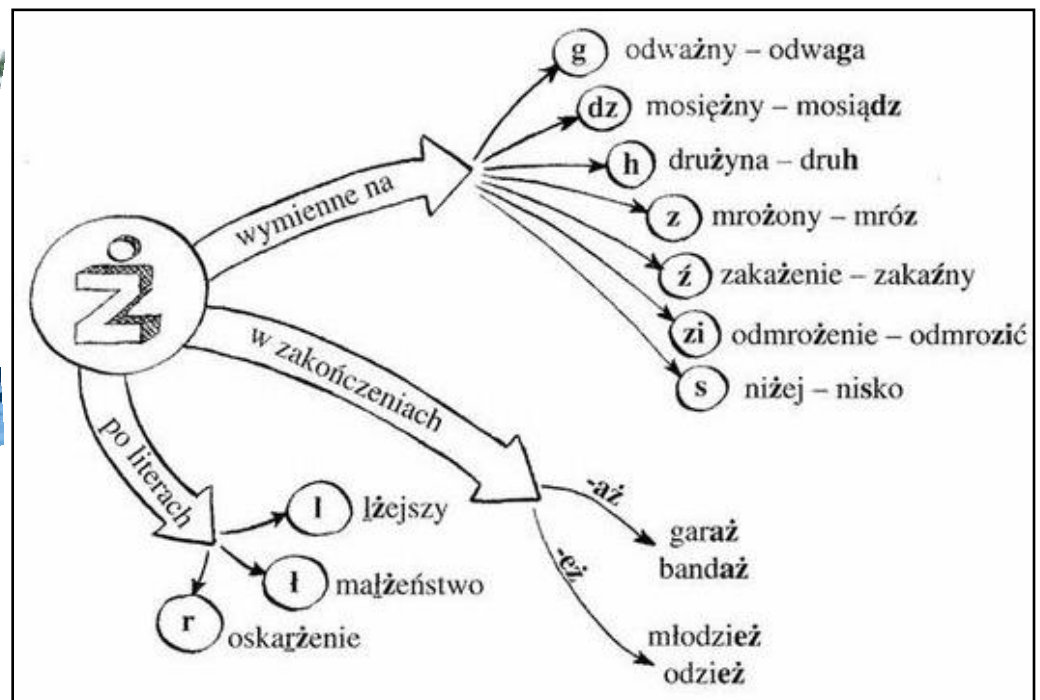 Ż
wymienne na
g odważny – odwaga
dz mosiężny – mosiądz
h drużyna – druh
z mrożony – mróz
ź zakażenie – zakaźny
zi odmrożenie – odmrozić
s niżej – nisko
w zakończeniach
-aż
garaż
bandaż
-eż
młodzież
odzież
po literach
l lżejszy
ł małżeństwo
r oskarżenie